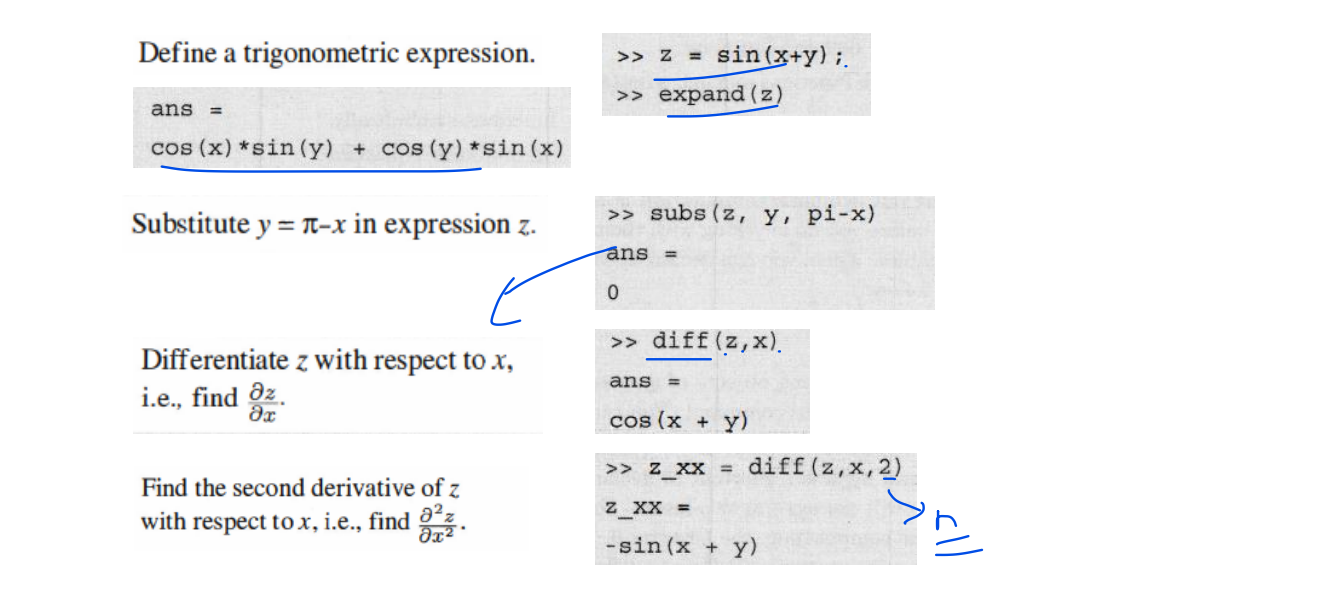 Define a trigonometric expression.
>> z = sin(x+y);
>> expand(z)
ans =
cos(x)*sin(y) + cos(y)*sin(x)
Substitute y = π–x in expression z.
>> subs(z, y, pi-x)
ans =
0
Differentiate z with respect to x,
i.e., find ∂z/∂x.
>> diff(z,x)
ans =
cos(x + y)
Find the second derivative of z
with respect to x, i.e., find ∂²z/∂x².
>> z_xx = diff(z,x,2)
z_xx =
-sin(x + y)
n